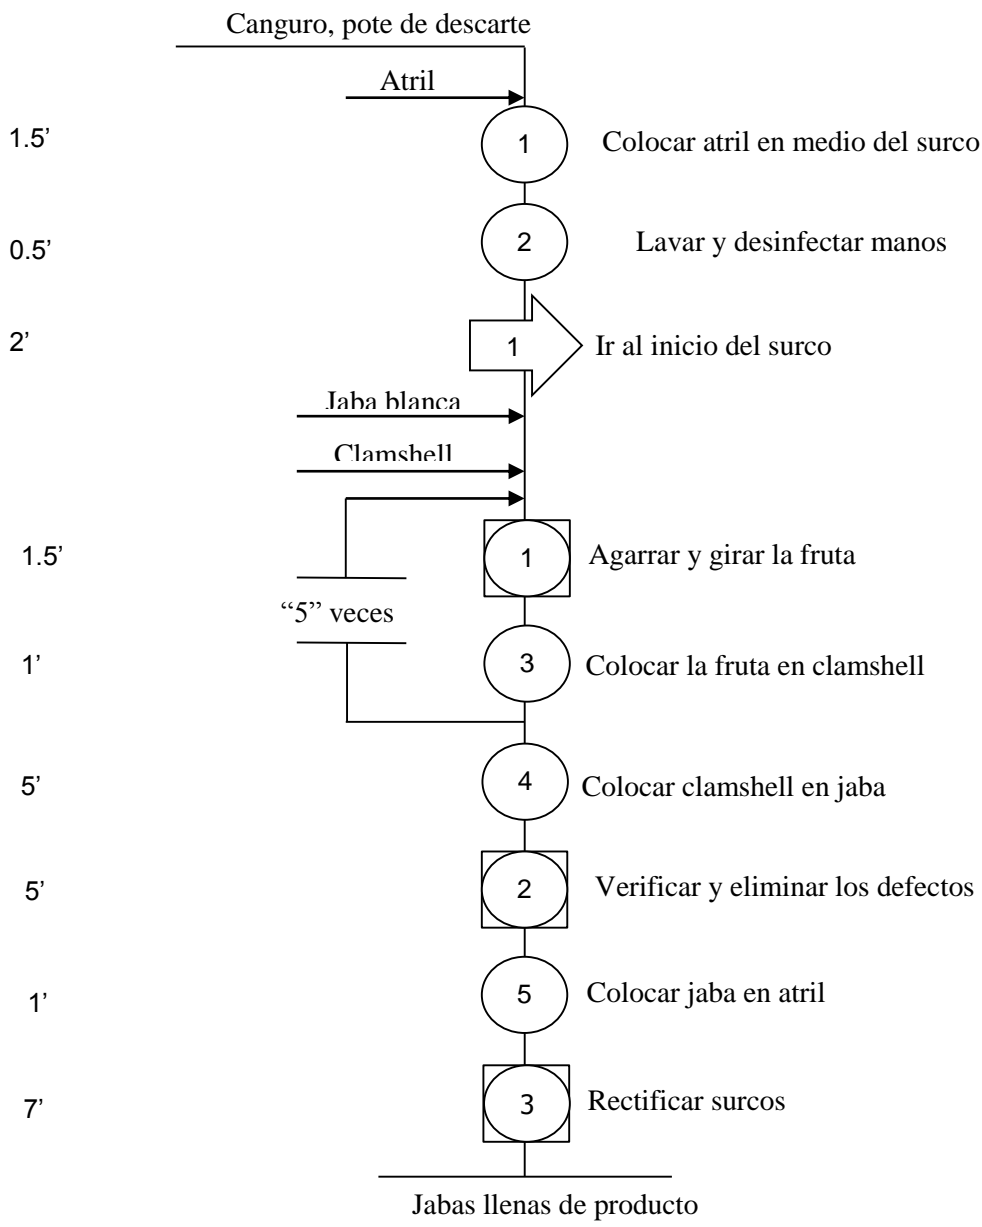 Canguro, pote de descarte
Atril
1.5’ 1 Colocar atril en medio del surco
0.5’ 2 Lavar y desinfectar manos
2’ 1 Ir al inicio del surco
Jaba blanca
Clamshell
1.5’ 1 Agarrar y girar la fruta
“5” veces
1’ 3 Colocar la fruta en clamshell
5’ 4 Colocar clamshell en jaba
5’ 2 Verificar y eliminar los defectos
1’ 5 Colocar jaba en atril
7’ 3 Rectificar surcos
Jabas llenas de producto